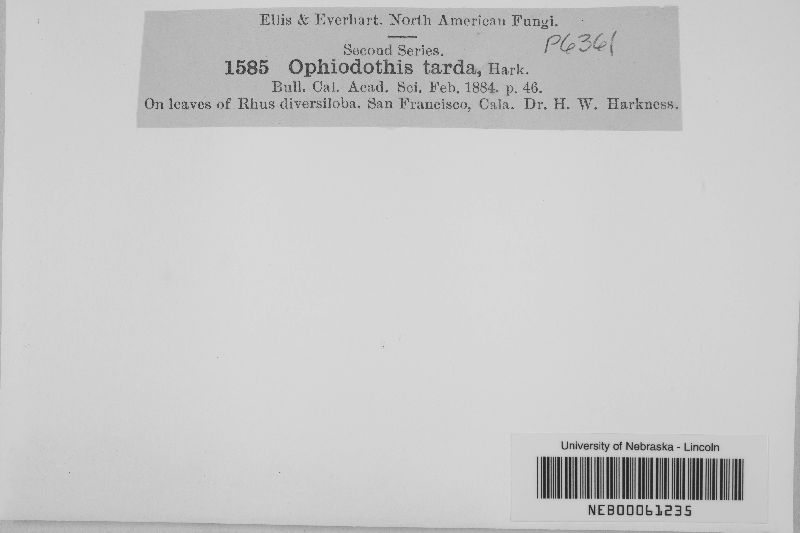 Ellis & Everhart. North American Fungi.
Second Series.
P6361
1585 Ophiodothis tarda, Hark.
Bull. Cal. Acad. Sci. Feb. 1884. p. 46.
On leaves of Rhus diversiloba. San Francisco, Cala. Dr. H. W. Harkness.
University of Nebraska - Lincoln
NEB00061235